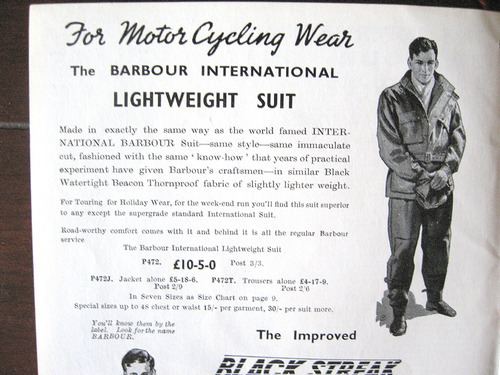 For Motor Cycling Wear
The BARBOUR INTERNATIONAL
LIGHTWEIGHT SUIT
Made in exactly the same way as the world famed INTER-
NATIONAL BARBOUR Suit—same style—same immaculate
cut, fashioned with the same 'know-how' that years of practical
experiment have given Barbour's craftsmen—in similar Black
Watertight Beacon Thornproof fabric of slightly lighter weight.
For Touring for Holiday Wear, for the week-end run you'll find this suit superior
to any except the supergrade standard International Suit.
Road-worthy comfort comes with it and behind it is all the regular Barbour
service
The Barbour International Lightweight Suit
P472. £10-5-0 Post 3/3.
P472J. Jacket alone £5-18-6. P472T. Trousers alone £4-17-9.
Post 2/9 Post 2/6
In Seven Sizes as Size Chart on page 9.
Special sizes up to 48 chest or waist 15/- per garment, 30/- per suit more.
You'll know them by the
label. Look for the name
BARBOUR.
The Improved
BLACK STREAK